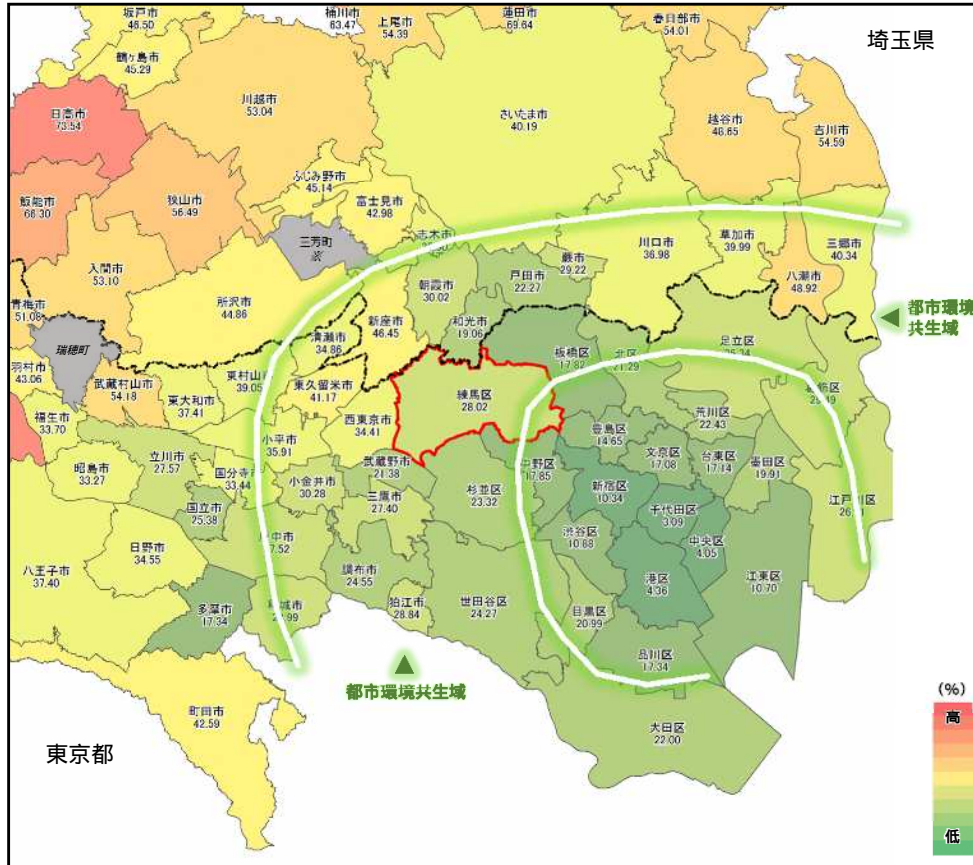 坂戸市
46.50
桶川市
63.47
上尾市
54.39
蓮田市
69.64
春日部市
54.01
埼玉県
鶴ヶ島市
45.29
日高市
73.54
川越市
53.04
さいたま市
40.19
越谷市
48.65
吉川市
54.59
ふじみ野市
45.14
飯能市
狭山市
56.49
富士見市
42.98
三芳町
※
志木市
川口市
36.98
草加市
39.99
三郷市
40.34
蕨市
29.22
戸田市
22.27
八潮市
48.92
入間市
53.10
朝霞市
30.02
青梅市
51.08
所沢市
44.86
都市環境
共生域
和光市
19.06
新座市
46.45
清瀬市
34.86
足立区
瑞穂町
板橋区
17.82
北区
21.29
羽村市
43.06
東村山市
39.05
東久留米市
41.17
武蔵村山市
54.18
東大和市
37.41
練馬区
28.02
福生市
33.70
西東京市
34.41
荒川区
22.43
豊島区
14.65
小平市
35.91
文京区
17.08
台東区
17.14
墨田区
19.91
立川市
27.57
武蔵野市
21.38
中野区
17.85
昭島市
33.27
国分寺市
33.44
小金井市
30.28
新宿区
10.34
杉並区
23.32
三鷹市
27.40
江戸川区
国立市
25.38
千代田区
3.09
渋谷区
10.88
中央区
4.05
府中市
日野市
34.55
調布市
24.55
八王子市
37.40
港区
4.36
江東区
10.70
多摩市
17.34
稲城市
狛江市
28.84
世田谷区
24.27
目黒区
20.99
品川区
17.34
都市環境共生域
町田市
42.59
大田区
22.00
東京都
(%)
高
低